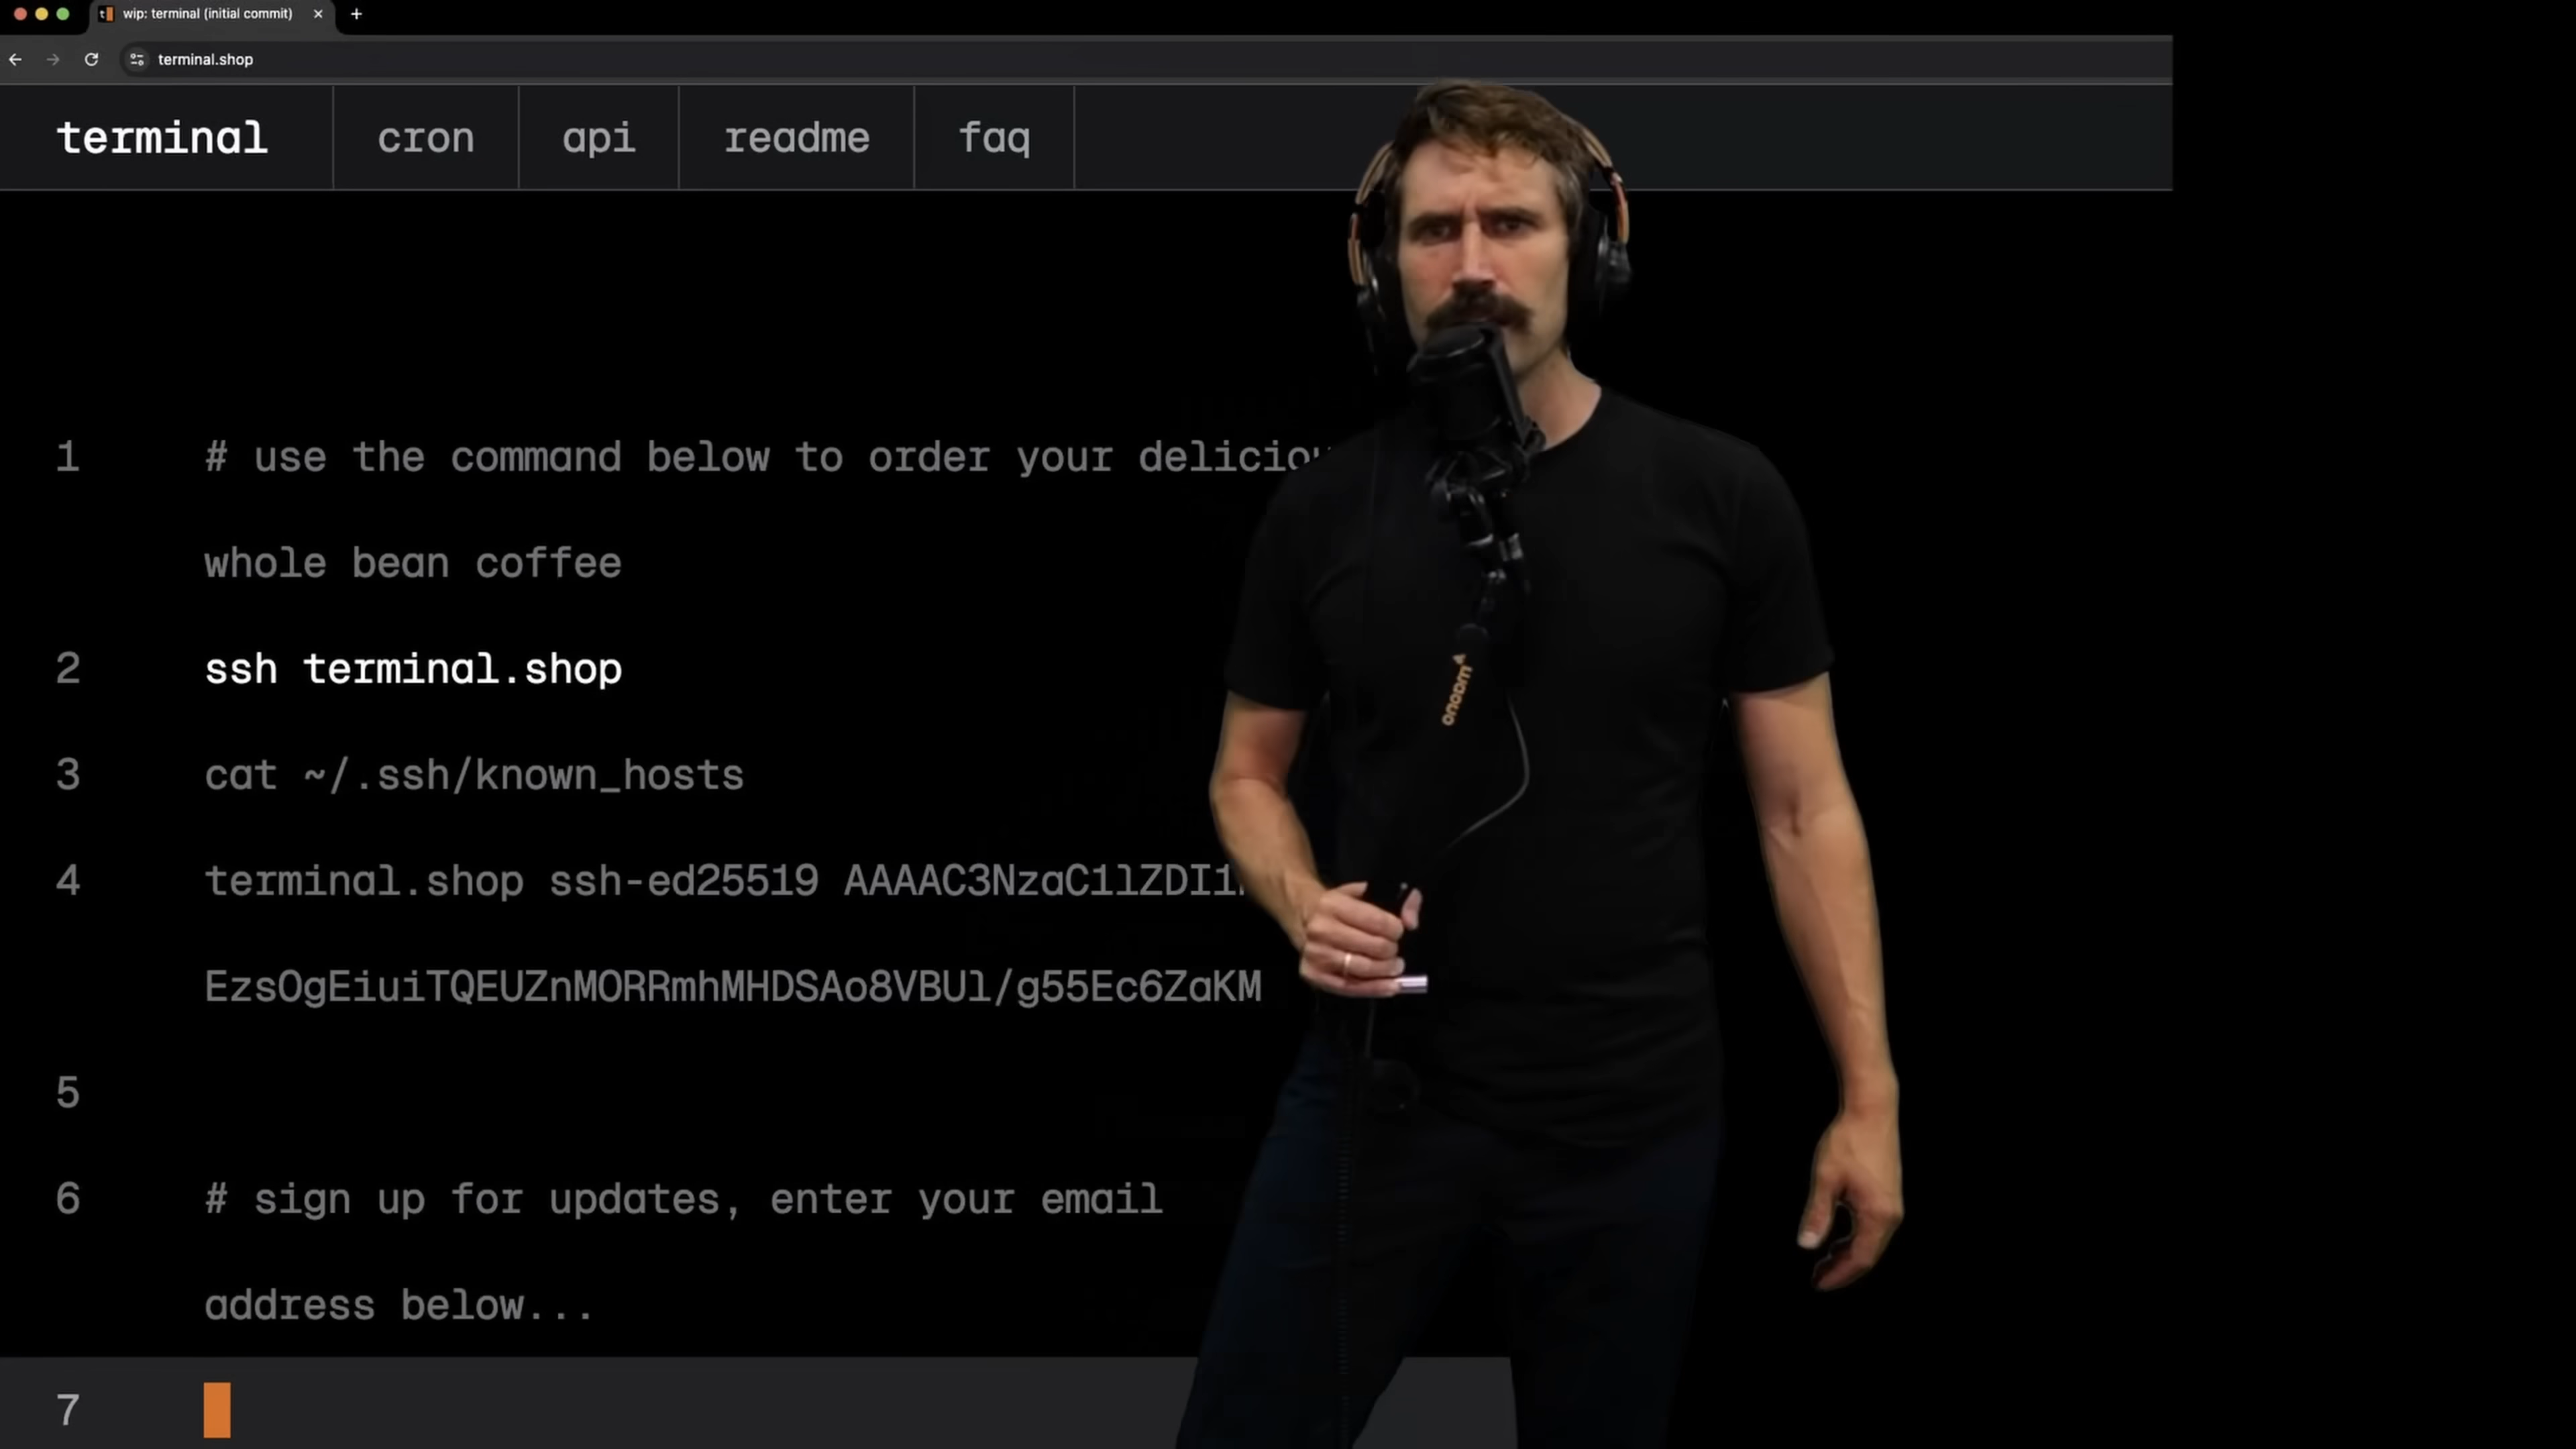 wip: terminal (initial commit)
terminal.shop
terminal cron api readme faq
1 # use the command below to order your
whole bean coffee
2 ssh terminal.shop
3 cat ~/.ssh/known_hosts
4 terminal.shop ssh-ed25519
EzsOgEiuiTQEUZnMORRmhMHDSAo8VBUl/g55Ec6ZaKM
5
6 # sign up for updates, enter your email
address below...
7